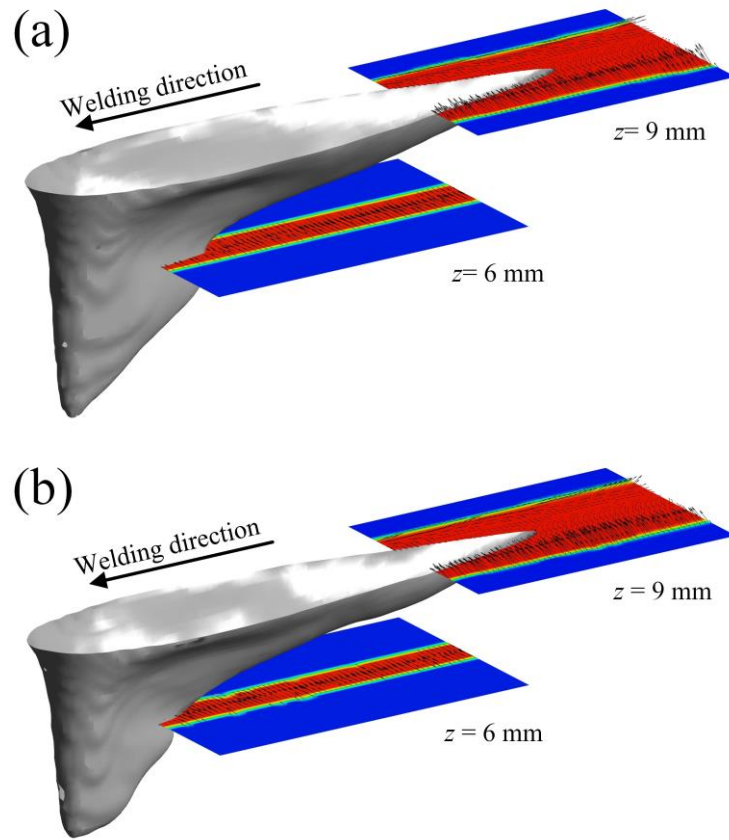 (a)
Welding direction
z= 9 mm
z= 6 mm
(b)
Welding direction
z = 9 mm
z = 6 mm